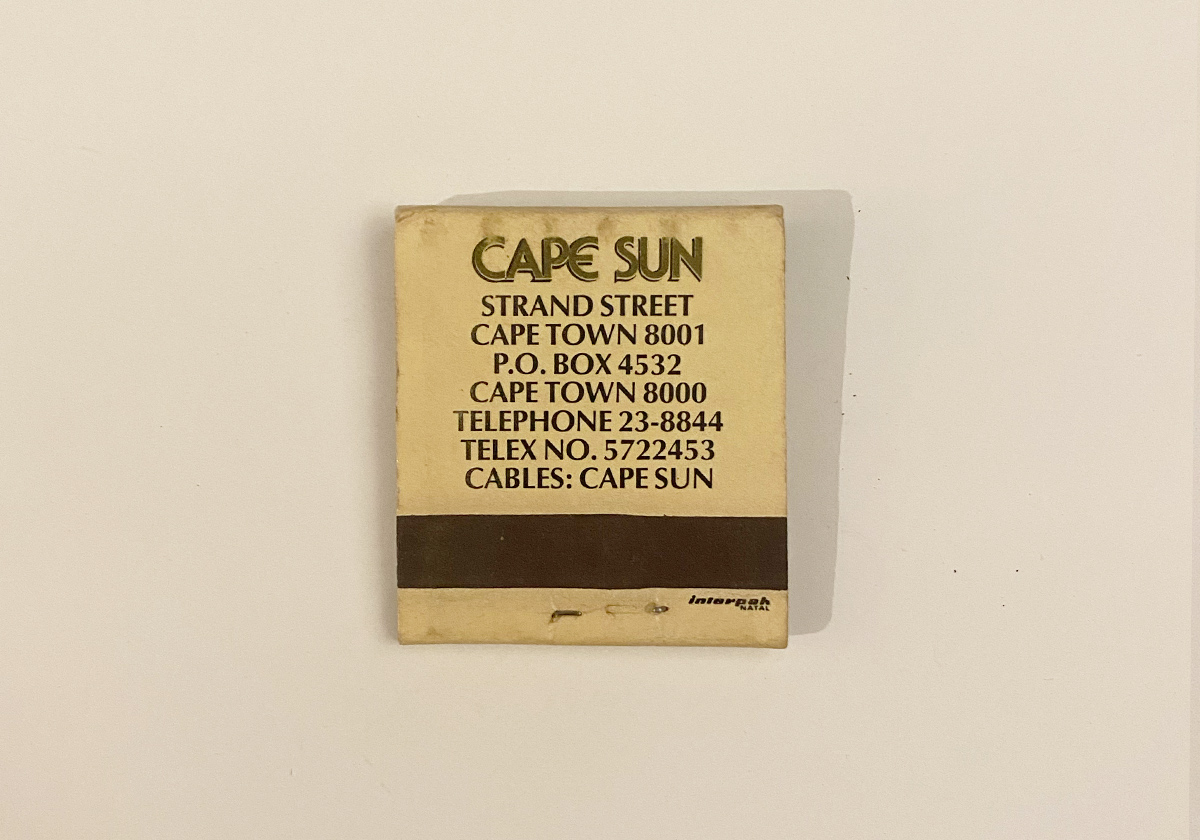 CAPE SUN
STRAND STREET
CAPE TOWN 8001
P.O. BOX 4532
CAPE TOWN 8000
TELEPHONE 23-8844
TELEX NO. 5722453
CABLES: CAPE SUN
interpak
NATAL